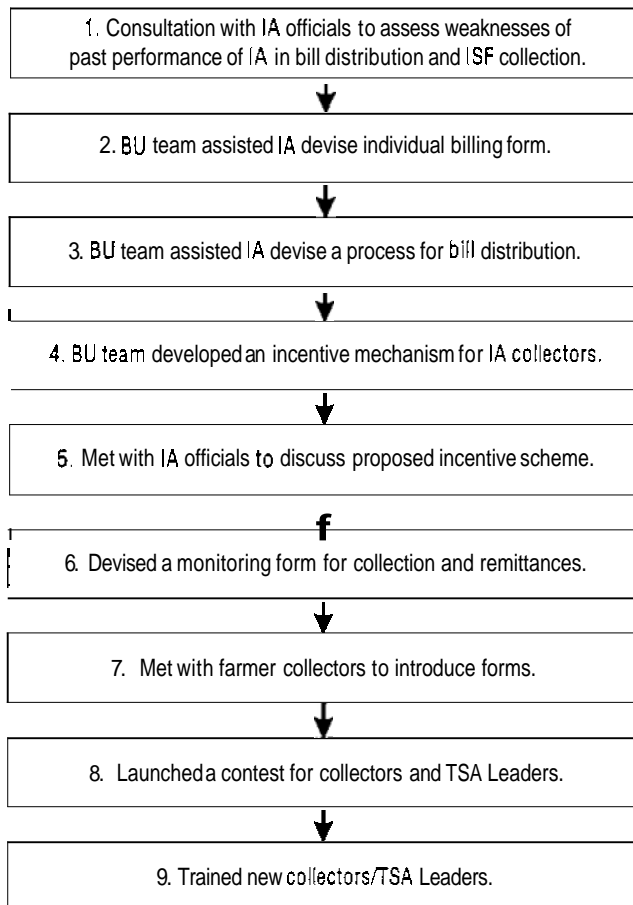 1. Consultation with IA officials to assess weaknesses of
past performance of IA in bill distribution and ISF collection.
2. BU team assisted IA devise individual billing form.
3. BU team assisted IA devise a process for bill distribution.
4. BU team developed an incentive mechanism for IA collectors.
5. Met with IA officials to discuss proposed incentive scheme.
f
6. Devised a monitoring form for collection and remittances.
7. Met with farmer collectors to introduce forms.
8. Launched a contest for collectors and TSA Leaders.
9. Trained new collectors/TSA Leaders.